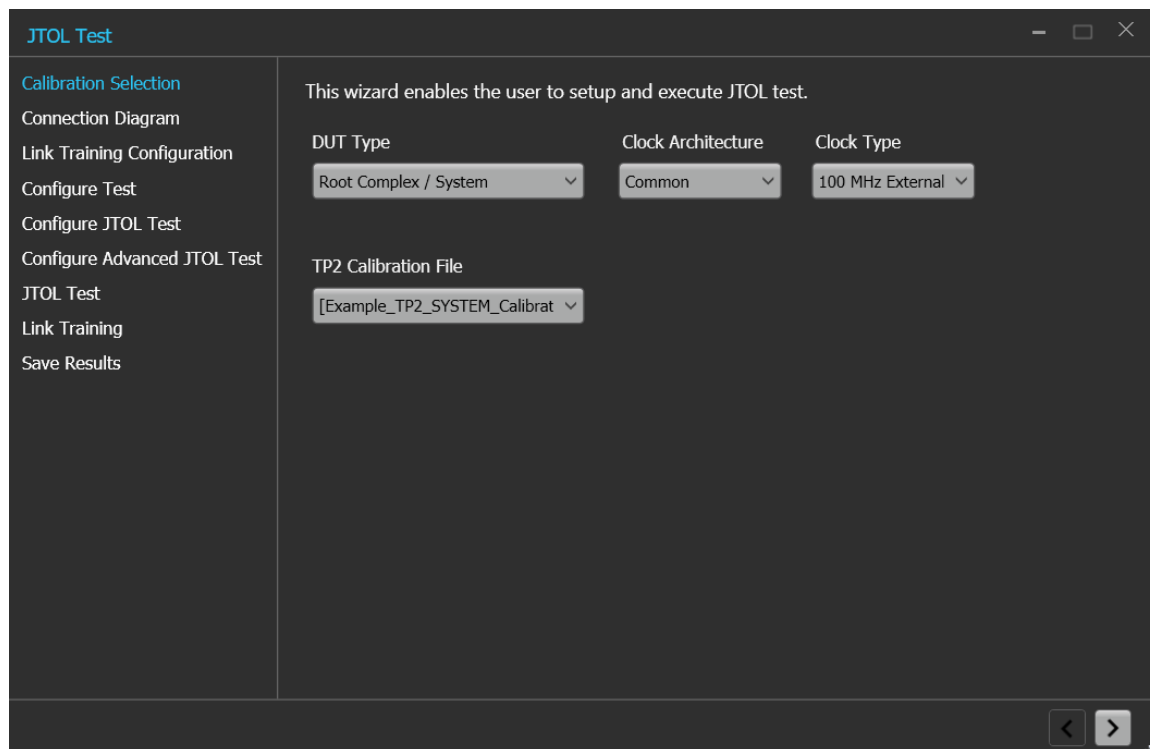 JTOL Test
Calibration Selection
Connection Diagram
Link Training Configuration
Configure Test
Configure JTOL Test
Configure Advanced JTOL Test
JTOL Test
Link Training
Save Results
This wizard enables the user to setup and execute JTOL test.
DUT Type
Clock Architecture
Clock Type
Root Complex / System
Common
100 MHz External
TP2 Calibration File
[Example_TP2_SYSTEM_Calibrat